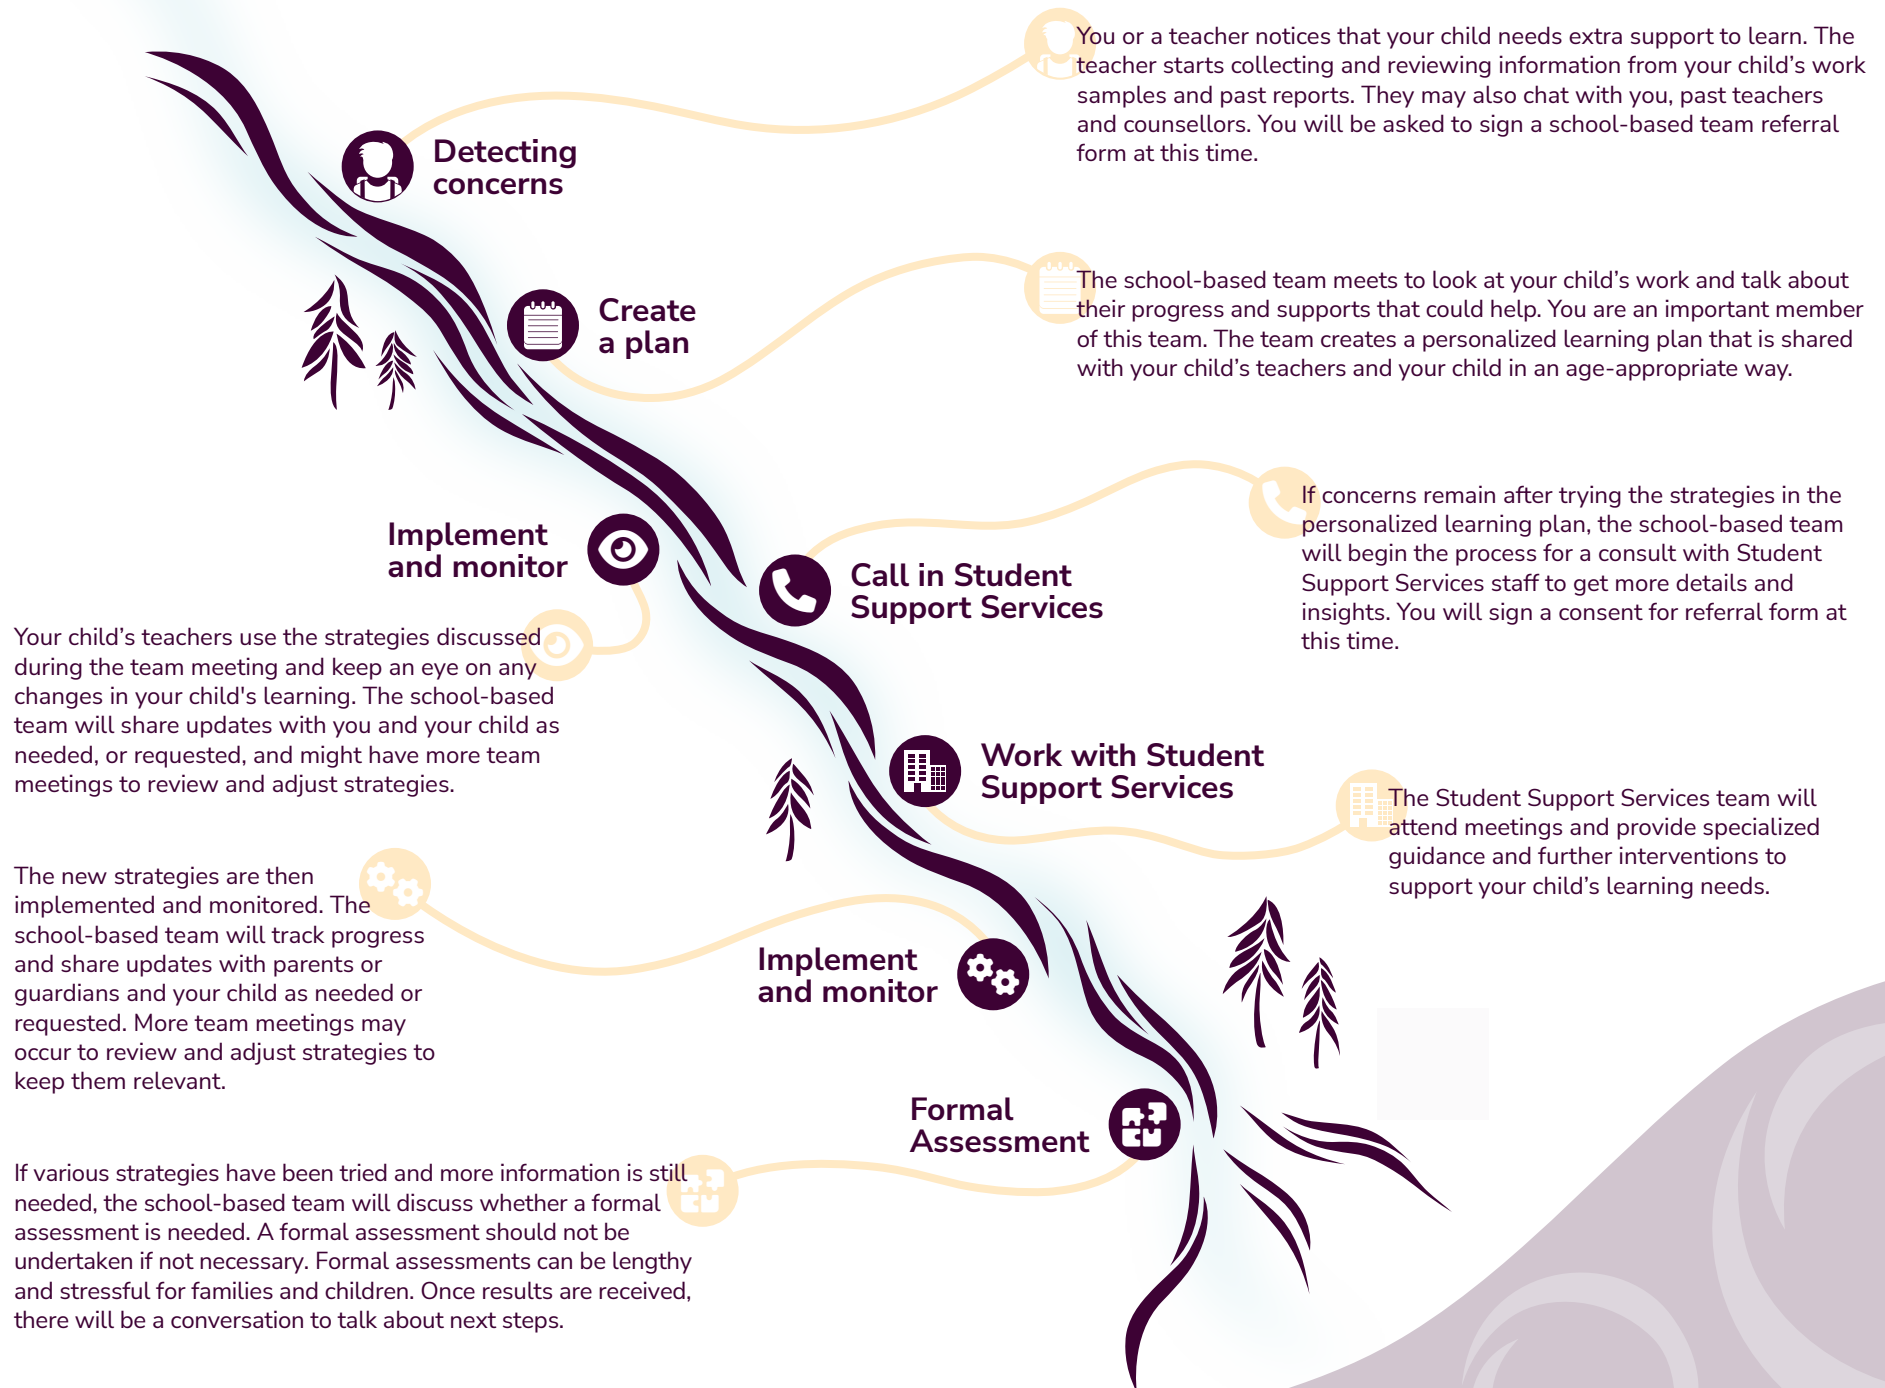 Detecting
concerns
You or a teacher notices that your child needs extra support to learn. The
teacher starts collecting and reviewing information from your child’s work
samples and past reports. They may also chat with you, past teachers
and counsellors. You will be asked to sign a school-based team referral
form at this time.
Create
a plan
The school-based team meets to look at your child’s work and talk about
their progress and supports that could help. You are an important member
of this team. The team creates a personalized learning plan that is shared
with your child’s teachers and your child in an age-appropriate way.
Implement
and monitor
Your child’s teachers use the strategies discussed
during the team meeting and keep an eye on any
changes in your child's learning. The school-based
team will share updates with you and your child as
needed, or requested, and might have more team
meetings to review and adjust strategies.
Call in Student
Support Services
If concerns remain after trying the strategies in the
personalized learning plan, the school-based team
will begin the process for a consult with Student
Support Services staff to get more details and
insights. You will sign a consent for referral form at
this time.
Work with Student
Support Services
The Student Support Services team will
attend meetings and provide specialized
guidance and further interventions to
support your child’s learning needs.
Implement
and monitor
The new strategies are then
implemented and monitored. The
school-based team will track progress
and share updates with parents or
guardians and your child as needed or
requested. More team meetings may
occur to review and adjust strategies to
keep them relevant.
Formal
Assessment
If various strategies have been tried and more information is still
needed, the school-based team will discuss whether a formal
assessment is needed. A formal assessment should not be
undertaken if not necessary. Formal assessments can be lengthy
and stressful for families and children. Once results are received,
there will be a conversation to talk about next steps.